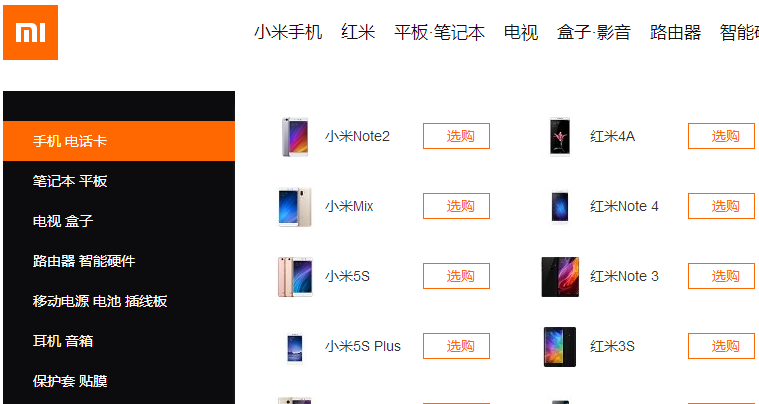 mi
小米手机 红米 平板·笔记本 电视 盒子·影音 路由器 智能
手机 电话卡
笔记本 平板
电视 盒子
路由器 智能硬件
移动电源 电池 插线板
耳机 音箱
保护套 贴膜
小米Note2 选购 红米4A 选购
小米Mix 选购 红米Note 4 选购
小米5S 选购 红米Note 3 选购
小米5S Plus 选购 红米3S 选购